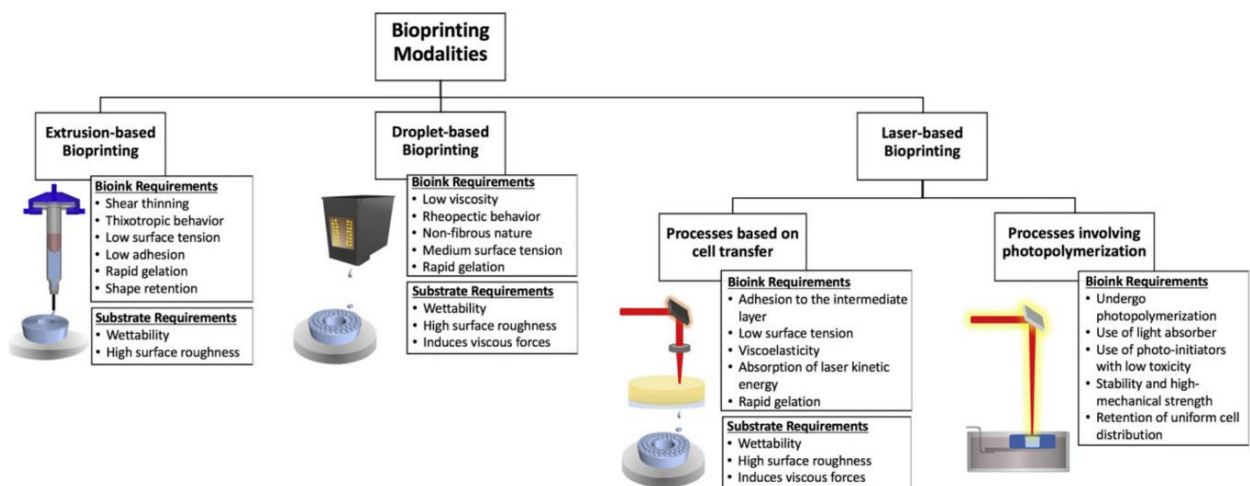 Bioprinting
Modalities
Extrusion-based
Bioprinting
Bioink Requirements
• Shear thinning
• Thixotropic behavior
• Low surface tension
• Low adhesion
• Rapid gelation
• Shape retention
Substrate Requirements
• Wettability
• High surface roughness
Droplet-based
Bioprinting
Bioink Requirements
• Low viscosity
• Rheopectic behavior
• Non-fibrous nature
• Medium surface tension
• Rapid gelation
Substrate Requirements
• Wettability
• High surface roughness
• Induces viscous forces
Laser-based
Bioprinting
Processes based on
cell transfer
Bioink Requirements
• Adhesion to the intermediate
layer
• Low surface tension
• Viscoelasticity
• Absorption of laser kinetic
energy
• Rapid gelation
Substrate Requirements
• Wettability
• High surface roughness
• Induces viscous forces
Processes involving
photopolymerization
Bioink Requirements
• Undergo
photopolymerization
• Use of light absorber
• Use of photo-initiators
with low toxicity
• Stability and high-
mechanical strength
• Retention of uniform cell
distribution